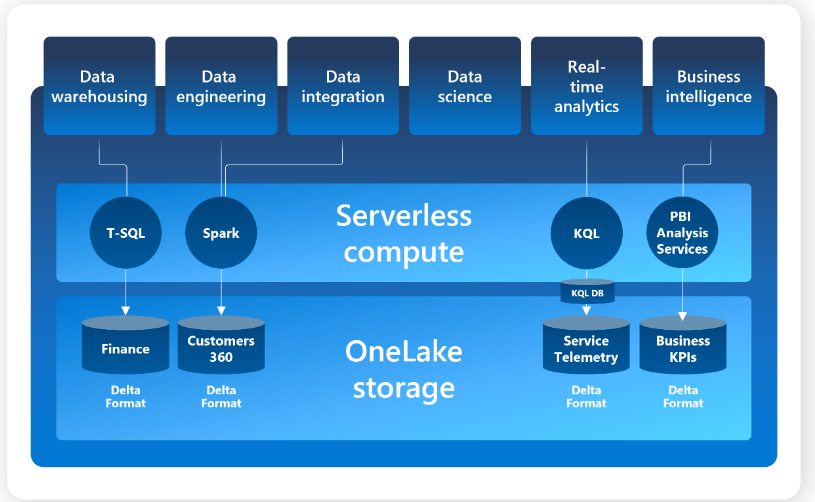 Data
warehousing
Data
engineering
Data
integration
Data
science
Real-
time
analytics
Business
intelligence
Serverless
compute
T-SQL
Spark
KQL
PBI
Analysis
Services
KQL DB
OneLake
storage
Finance
Customers
360
Service
Telemetry
Business
KPIs
Delta
Format
Delta
Format
Delta
Format
Delta
Format